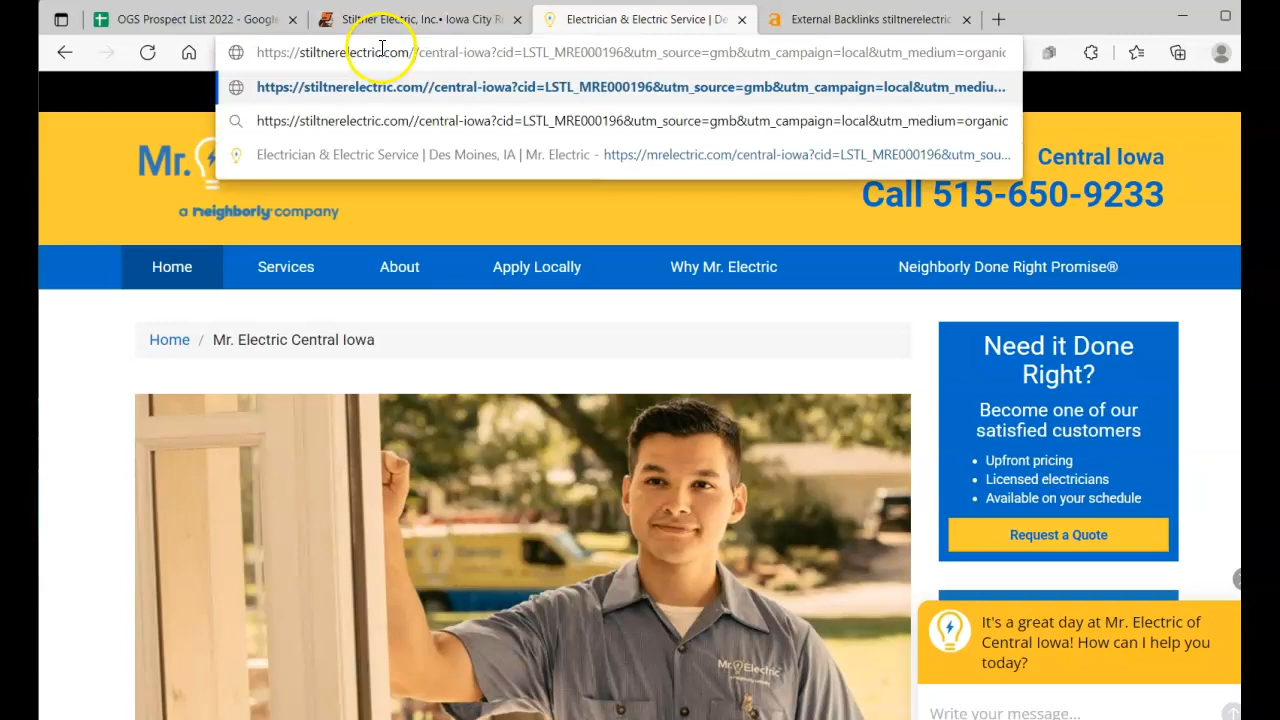 OGS Prospect List 2022 - Google
Stiltner Electric, Inc.• Iowa City R
Electrician & Electric Service | De
External Backlinks stiltnerelectric
https://stiltnerelectric.com//central-iowa?cid=LSTL_MRE000196&utm_source=gmb&utm_campaign=local&utm_medium=organic
https://stiltnerelectric.com//central-iowa?cid=LSTL_MRE000196&utm_source=gmb&utm_campaign=local&utm_mediu...
https://stiltnerelectric.com//central-iowa?cid=LSTL_MRE000196&utm_source=gmb&utm_campaign=local&utm_medium=organic
Electrician & Electric Service | Des Moines, IA | Mr. Electric - https://mrelectric.com/central-iowa?cid=LSTL_MRE000196&utm_sou...
Mr.
a neighborly company
Central Iowa
Call 515-650-9233
Home
Services
About
Apply Locally
Why Mr. Electric
Neighborly Done Right Promise®
Home / Mr. Electric Central Iowa
Need it Done
Right?
Become one of our
satisfied customers
• Upfront pricing
• Licensed electricians
• Available on your schedule
Request a Quote
Mr. Electric
a neighborly company
It's a great day at Mr. Electric of
Central Iowa! How can I help you
today?
Write your message...